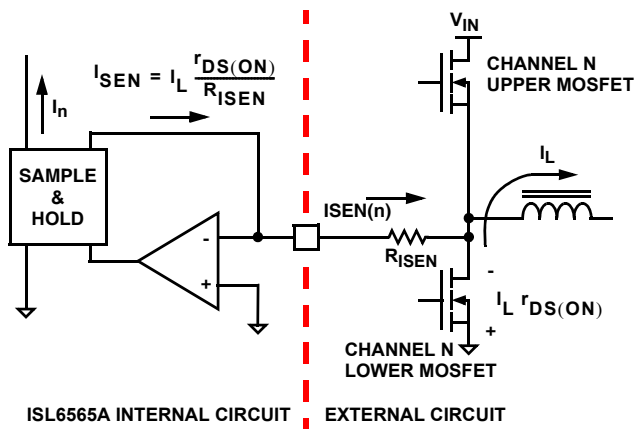 V_IN
CHANNEL N
UPPER MOSFET
I_SEN = I_L r_DS(ON) / R_ISEN
I_n
SAMPLE
&
HOLD
I_L
ISEN(n)
R_ISEN
-
+
-
I_L r_DS(ON)
+
CHANNEL N
LOWER MOSFET
ISL6565A INTERNAL CIRCUIT
EXTERNAL CIRCUIT